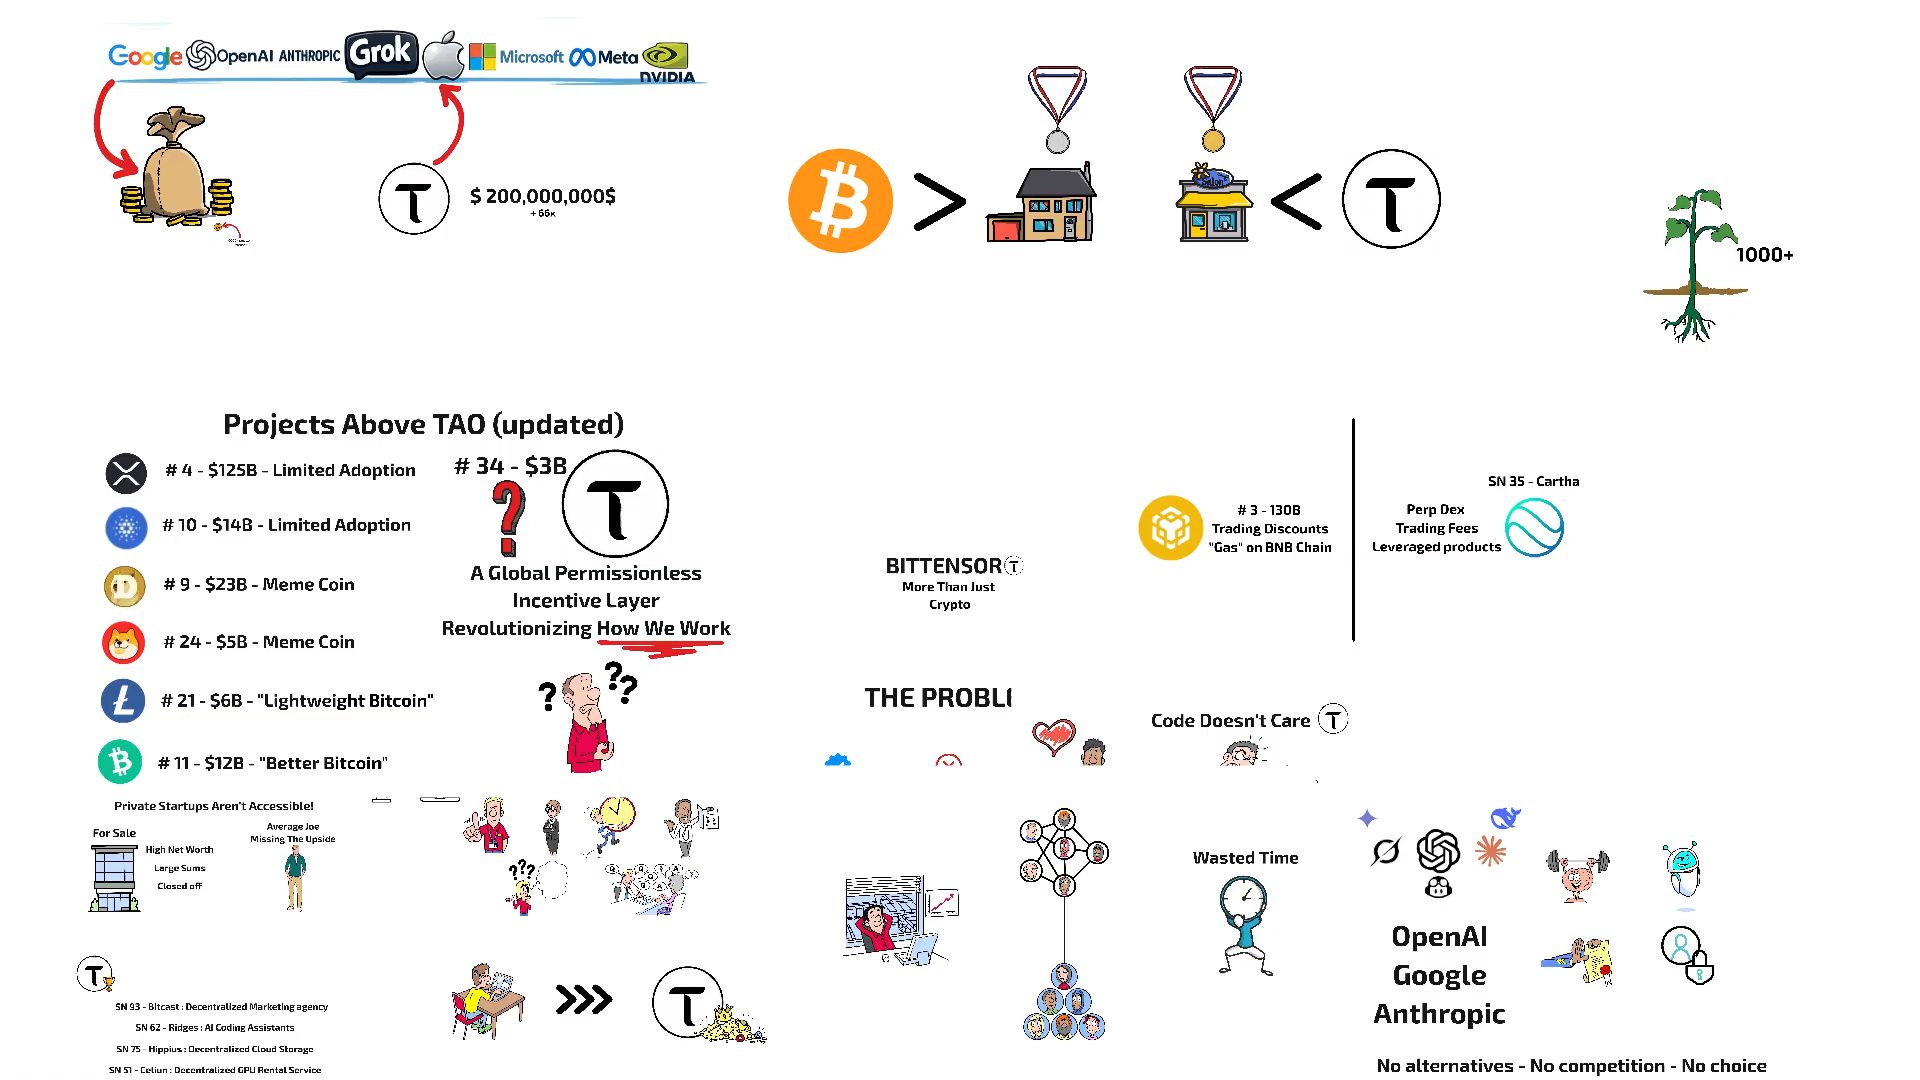 Google OpenAI ANTHROPIC Grok Microsoft Meta NVIDIA
$ 200,000,000$
+ 66x
Salon
1000+
Projects Above TAO (updated)
# 4 - $125B - Limited Adoption
# 10 - $14B - Limited Adoption
# 9 - $23B - Meme Coin
# 24 - $5B - Meme Coin
# 21 - $6B - "Lightweight Bitcoin"
# 11 - $12B - "Better Bitcoin"
# 34 - $3B
A Global Permissionless
Incentive Layer
Revolutionizing How We Work
BITTENSOR
More Than Just
Crypto
# 3 - 130B
Trading Discounts
"Gas" on BNB Chain
SN 35 - Cartha
Perp Dex
Trading Fees
Leveraged products
THE PROBL
Code Doesn't Care
Private Startups Aren't Accessible!
For Sale
High Net Worth
Large Sums
Closed off
Average Joe
Missing The Upside
Wasted Time
OpenAI
Google
Anthropic
No alternatives - No competition - No choice
SN 93 - Bitcast : Decentralized Marketing agency
SN 62 - Ridges : AI Coding Assistants
SN 75 - Hippius : Decentralized Cloud Storage
SN 51 - Celiun : Decentralized GPU Rental Service